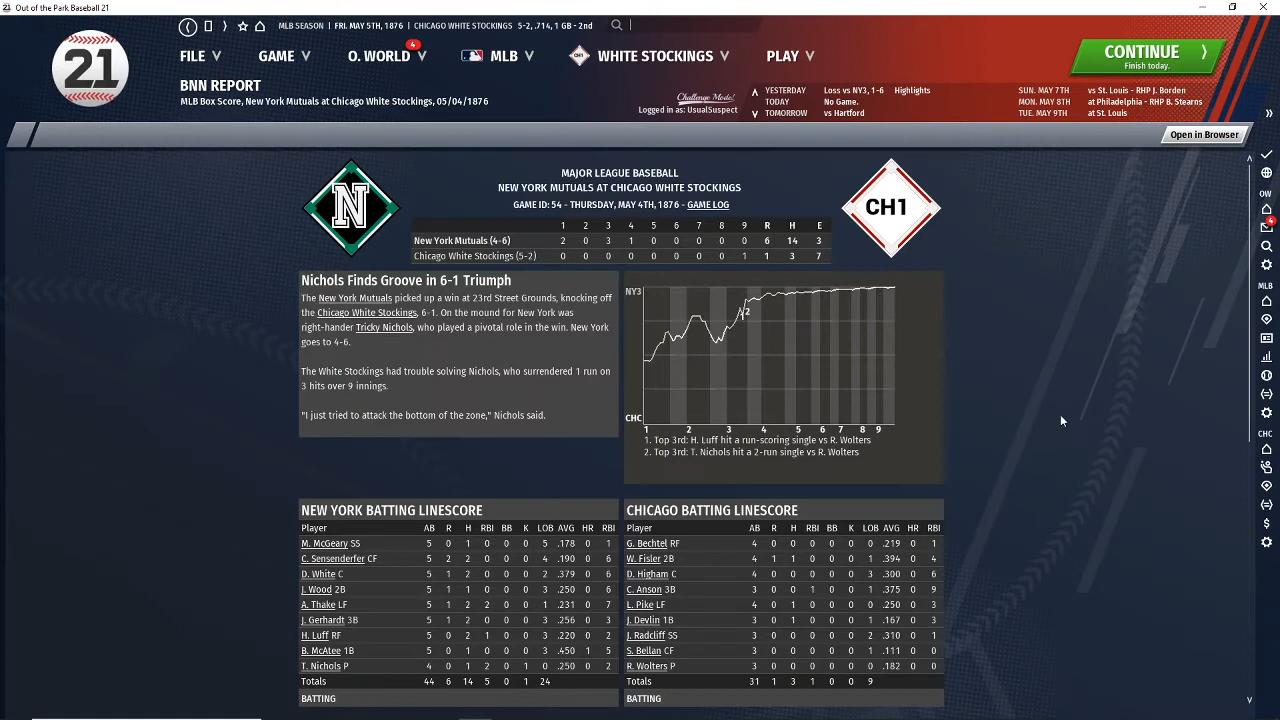 Out of the Park Baseball 21
MLB SEASON | FRI. MAY 5TH, 1876 | CHICAGO WHITE STOCKINGS 5-2, .714, 1 GB - 2nd
21
FILE GAME O. WORLD 4 MLB CH1 WHITE STOCKINGS PLAY
CONTINUE
Finish today.
BNN REPORT
MLB Box Score, New York Mutuals at Chicago White Stockings, 05/04/1876
Challenge Mode!
Logged in as: UsualSuspect
YESTERDAY Loss vs NY3, 1-6 Highlights
TODAY No Game.
TOMORROW vs Hartford
SUN. MAY 7TH vs St. Louis - RHP J. Borden
MON. MAY 8TH at Philadelphia - RHP B. Stearns
TUE. MAY 9TH at St. Louis
Open in Browser
N
MAJOR LEAGUE BASEBALL
NEW YORK MUTUALS AT CHICAGO WHITE STOCKINGS
GAME ID: 54 - THURSDAY, MAY 4TH, 1876 - GAME LOG
CH1
1 2 3 4 5 6 7 8 9 R H E
New York Mutuals (4-6) 2 0 3 1 0 0 0 0 0 6 14 3
Chicago White Stockings (5-2) 0 0 0 0 0 0 0 0 1 1 3 7
Nichols Finds Groove in 6-1 Triumph
The New York Mutuals picked up a win at 23rd Street Grounds, knocking off
the Chicago White Stockings, 6-1. On the mound for New York was
right-hander Tricky Nichols, who played a pivotal role in the win. New York
goes to 4-6.
The White Stockings had trouble solving Nichols, who surrendered 1 run on
3 hits over 9 innings.
"I just tried to attack the bottom of the zone," Nichols said.
NY3
2
CHC
1 2 3 4 5 6 7 8 9
1. Top 3rd: H. Luff hit a run-scoring single vs R. Wolters
2. Top 3rd: T. Nichols hit a 2-run single vs R. Wolters
NEW YORK BATTING LINESCORE
Player AB R H RBI BB K LOB AVG HR RBI
M. McGeary SS 5 0 1 0 0 0 5 .178 0 1
C. Sensenderfer CF 5 2 2 0 0 0 4 .190 0 6
D. White C 5 1 2 0 0 0 2 .379 0 6
J. Wood 2B 5 1 1 0 0 0 3 .250 0 6
A. Thake LF 5 1 2 2 0 0 1 .231 0 7
J. Gerhardt 3B 5 1 2 0 0 0 3 .256 0 3
H. Luff RF 5 0 2 1 0 0 3 .220 0 2
B. McAtee 1B 5 0 1 0 0 0 3 .450 1 5
T. Nichols P 4 0 1 2 0 1 0 .250 0 2
Totals 44 6 14 5 0 1 24
BATTING
CHICAGO BATTING LINESCORE
Player AB R H RBI BB K LOB AVG HR RBI
G. Bechtel RF 4 0 0 0 0 0 0 .219 0 1
W. Fisler 2B 4 1 1 0 0 0 1 .394 0 4
D. Higham C 4 0 0 0 0 0 3 .300 0 6
C. Anson 3B 3 0 0 1 0 0 1 .375 0 9
L. Pike LF 4 0 1 0 0 0 0 .250 0 3
J. Devlin 1B 3 0 1 0 0 0 1 .167 0 3
J. Radcliff SS 3 0 0 0 0 0 2 .310 0 1
S. Bellan CF 3 0 0 0 0 0 1 .111 0 0
R. Wolters P 3 0 0 0 0 0 0 .182 0 0
Totals 31 1 3 1 0 0 9
BATTING
OW
4
MLB
CHC